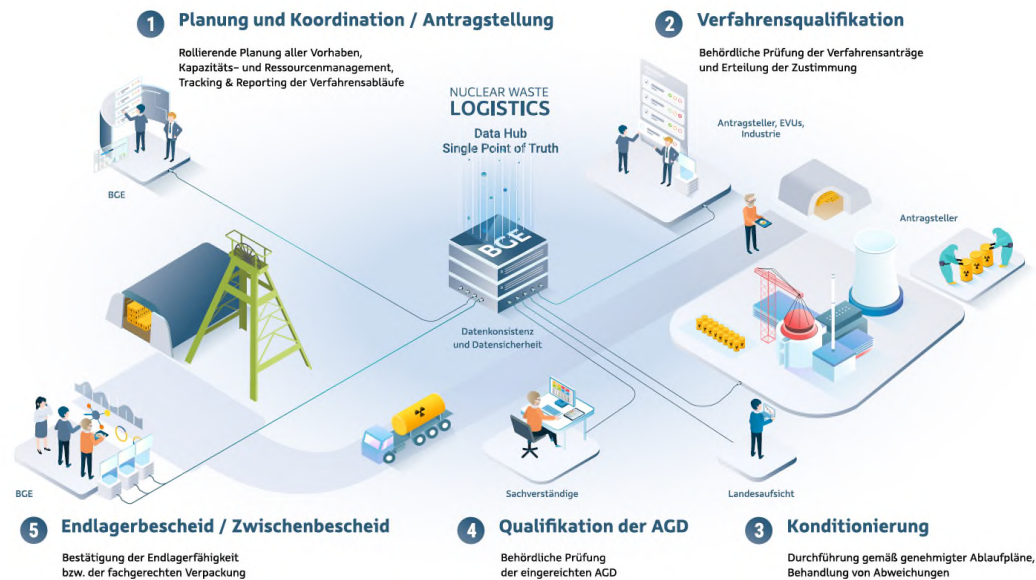 1 Planung und Koordination / Antragstellung
Rollierende Planung aller Vorhaben,
Kapazitäts- und Ressourcenmanagement,
Tracking & Reporting der Verfahrensabläufe
2 Verfahrensqualifikation
Behördliche Prüfung der Verfahrensanträge
und Erteilung der Zustimmung
NUCLEAR WASTE
LOGISTICS
Data Hub
Single Point of Truth
Antragsteller, EVUs,
Industrie
BGE
Antragsteller
BGE
Datenkonsistenz
und Datensicherheit
BGE
Sachverständige
Landesaufsicht
5 Endlagerbescheid / Zwischenbescheid
Bestätigung der Endlagerfähigkeit
bzw. der fachgerechten Verpackung
4 Qualifikation der AGD
Behördliche Prüfung
der eingereichten AGD
3 Konditionierung
Durchführung gemäß genehmigter Ablaufpläne,
Behandlung von Abweichungen